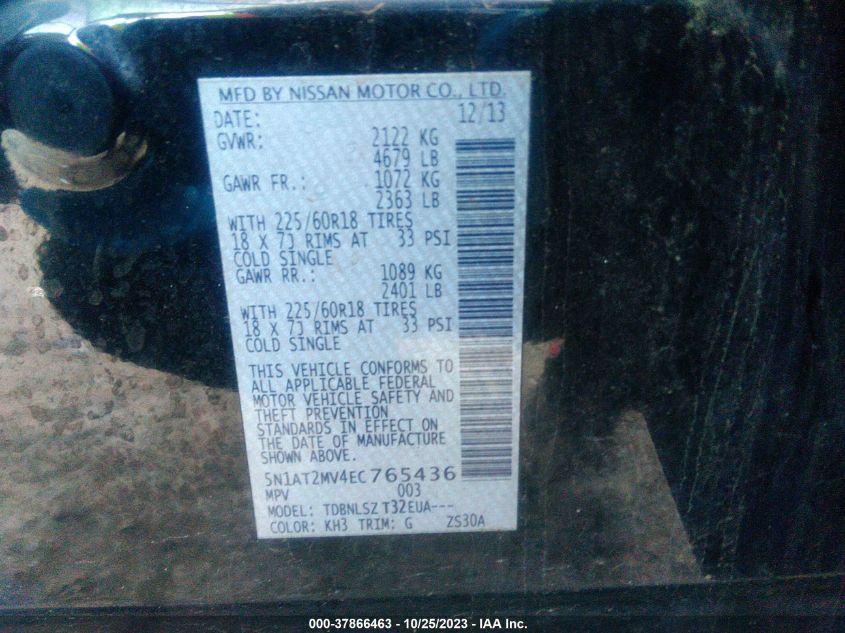 MFD BY NISSAN MOTOR CO., LTD.
DATE: 12/13
GVWR: 2122 KG
4679 LB
GAWR FR.: 1072 KG
2363 LB
WITH 225/60R18 TIRES
18 X 7J RIMS AT 33 PSI
COLD SINGLE
GAWR RR.: 1089 KG
2401 LB
WITH 225/60R18 TIRES
18 X 7J RIMS AT 33 PSI
COLD SINGLE
THIS VEHICLE CONFORMS TO
ALL APPLICABLE FEDERAL
MOTOR VEHICLE SAFETY AND
THEFT PREVENTION
STANDARDS IN EFFECT ON
THE DATE OF MANUFACTURE
SHOWN ABOVE.
5N1AT2MV4EC765436
MPV 003
MODEL: TDBNLSZ T32EUA---
COLOR: KH3 TRIM: G ZS30A
000-37866463 - 10/25/2023 - IAA Inc.